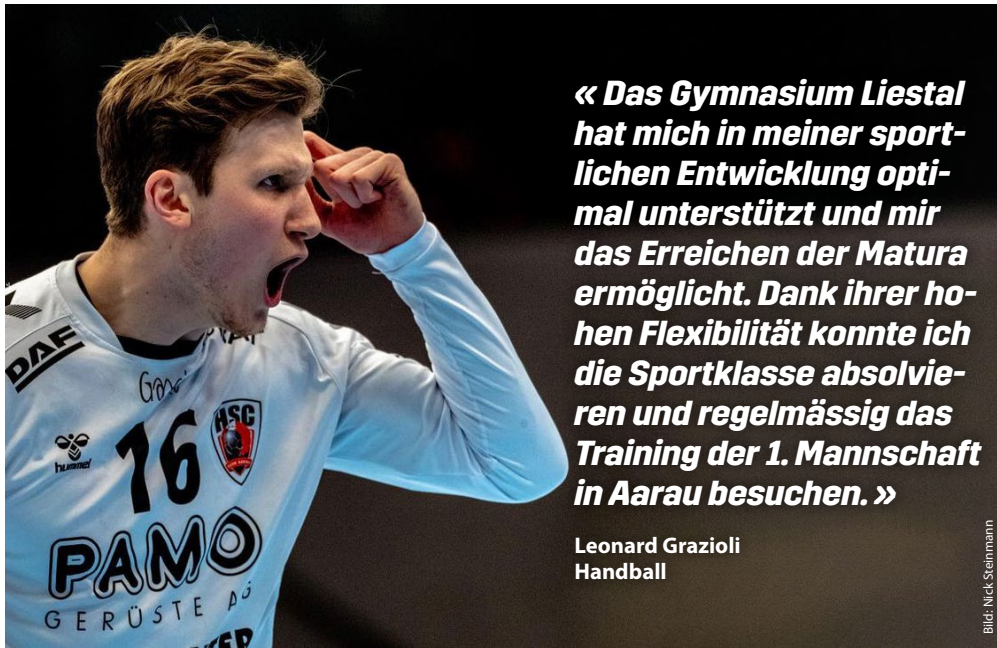 « Das Gymnasium Liestal
hat mich in meiner sport-
lichen Entwicklung opti-
mal unterstützt und mir
das Erreichen der Matura
ermöglicht. Dank ihrer ho-
hen Flexibilität konnte ich
die Sportklasse absolvie-
ren und regelmässig das
Training der 1. Mannschaft
in Aarau besuchen. »
Leonard Grazioli
Handball
Bild: Nick Steinmann
DAF
hummel
16
HSC
PAMO
GERÜSTE AG